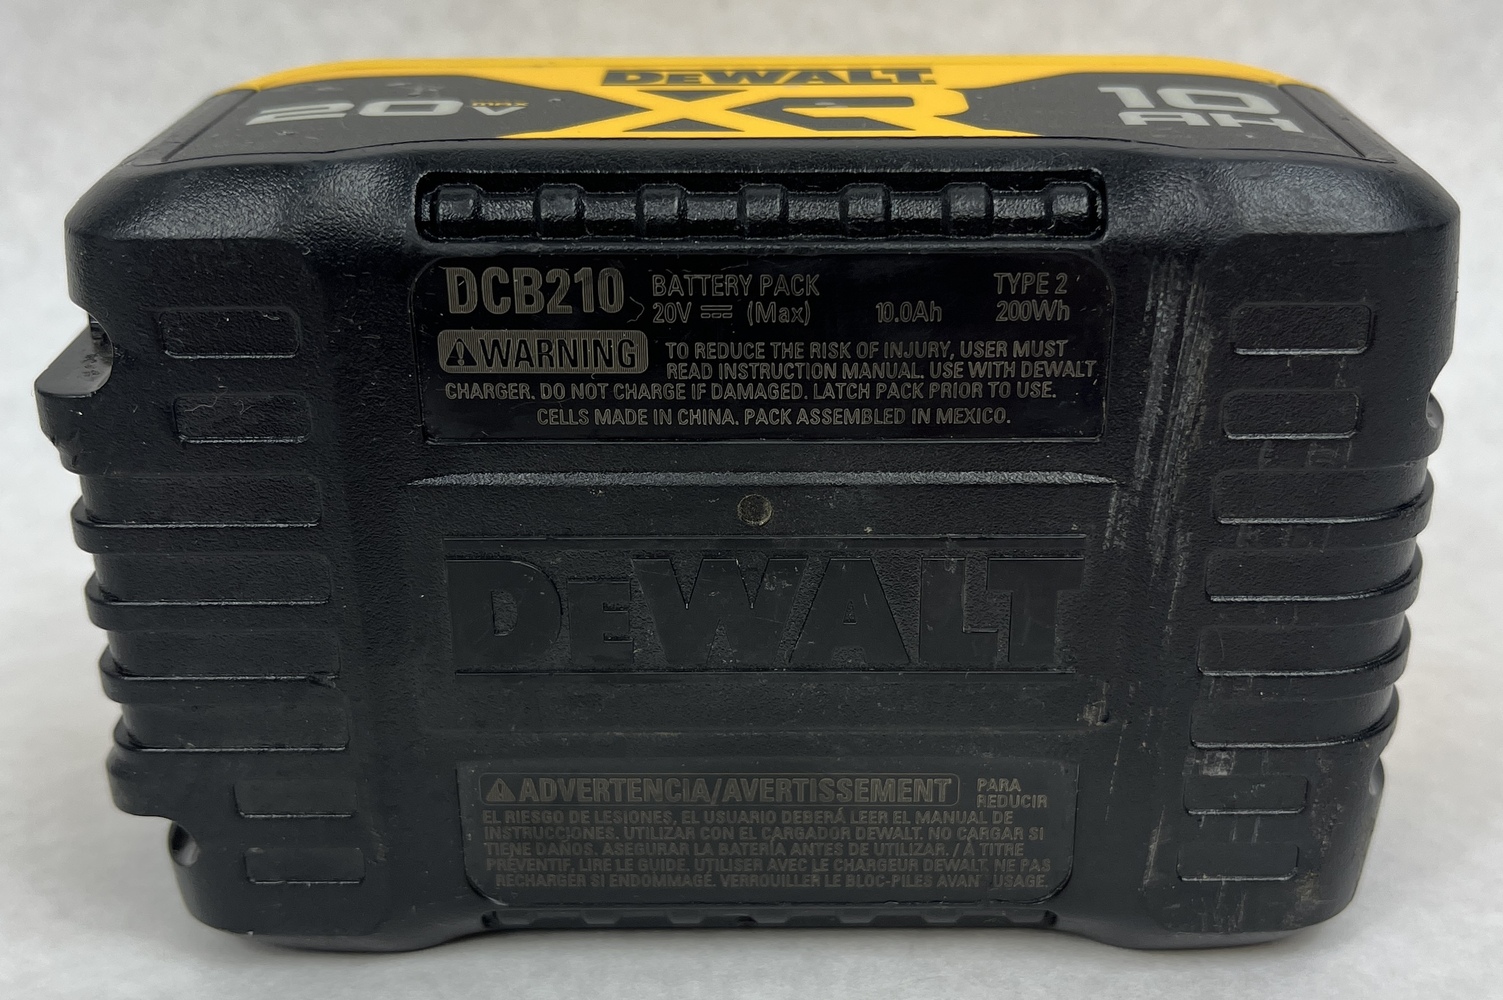 DEWALT
20V max XR 10 AH
DCB210 BATTERY PACK TYPE 2
20V ⎓ (Max) 10.0Ah 200Wh
⚠WARNING TO REDUCE THE RISK OF INJURY, USER MUST
READ INSTRUCTION MANUAL. USE WITH DEWALT
CHARGER. DO NOT CHARGE IF DAMAGED. LATCH PACK PRIOR TO USE.
CELLS MADE IN CHINA. PACK ASSEMBLED IN MEXICO.
DEWALT
⚠ADVERTENCIA/AVERTISSEMENT PARA
REDUCIR
EL RIESGO DE LESIONES, EL USUARIO DEBERÁ LEER EL MANUAL DE
INSTRUCCIONES. UTILIZAR CON EL CARGADOR DEWALT. NO CARGAR SI
TIENE DAÑOS. ASEGURAR LA BATERÍA ANTES DE UTILIZAR. / À TITRE
PRÉVENTIF, LIRE LE GUIDE. UTILISER AVEC LE CHARGEUR DEWALT. NE PAS
RECHARGER SI ENDOMMAGÉ. VERROUILLER LE BLOC-PILES AVAN USAGE.